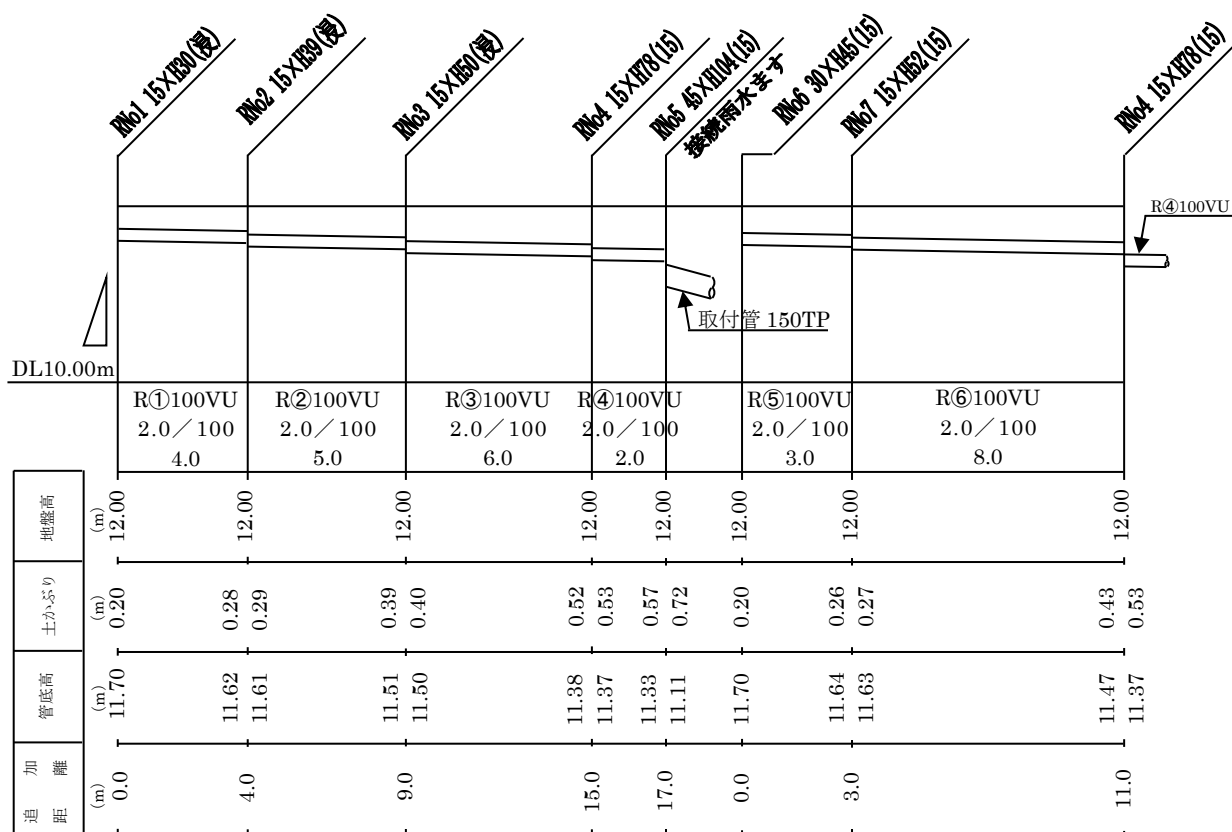 RNo1 15×H30(浸)
RNo2 15×H39(浸)
RNo3 15×H50(浸)
RNo4 15×H78(15)
RNo5 45×H104(15)
接続雨水ます
RNo6 30×H45(15)
RNo7 15×H52(15)
RNo4 15×H78(15)
R④100VU
取付管 150TP
DL10.00m
R①100VU
2.0／100
4.0
R②100VU
2.0／100
5.0
R③100VU
2.0／100
6.0
R④100VU
2.0／100
2.0
R⑤100VU
2.0／100
3.0
R⑥100VU
2.0／100
8.0
地盤高
(m)
12.00
12.00
12.00
12.00
12.00
12.00
12.00
12.00
土かぶり
(m)
0.20
0.28
0.29
0.39
0.40
0.52
0.53
0.57
0.72
0.20
0.26
0.27
0.43
0.53
管底高
(m)
11.70
11.62
11.61
11.51
11.50
11.38
11.37
11.33
11.11
11.70
11.64
11.63
11.47
11.37
追加
距離
(m)
0.0
4.0
9.0
15.0
17.0
0.0
3.0
11.0